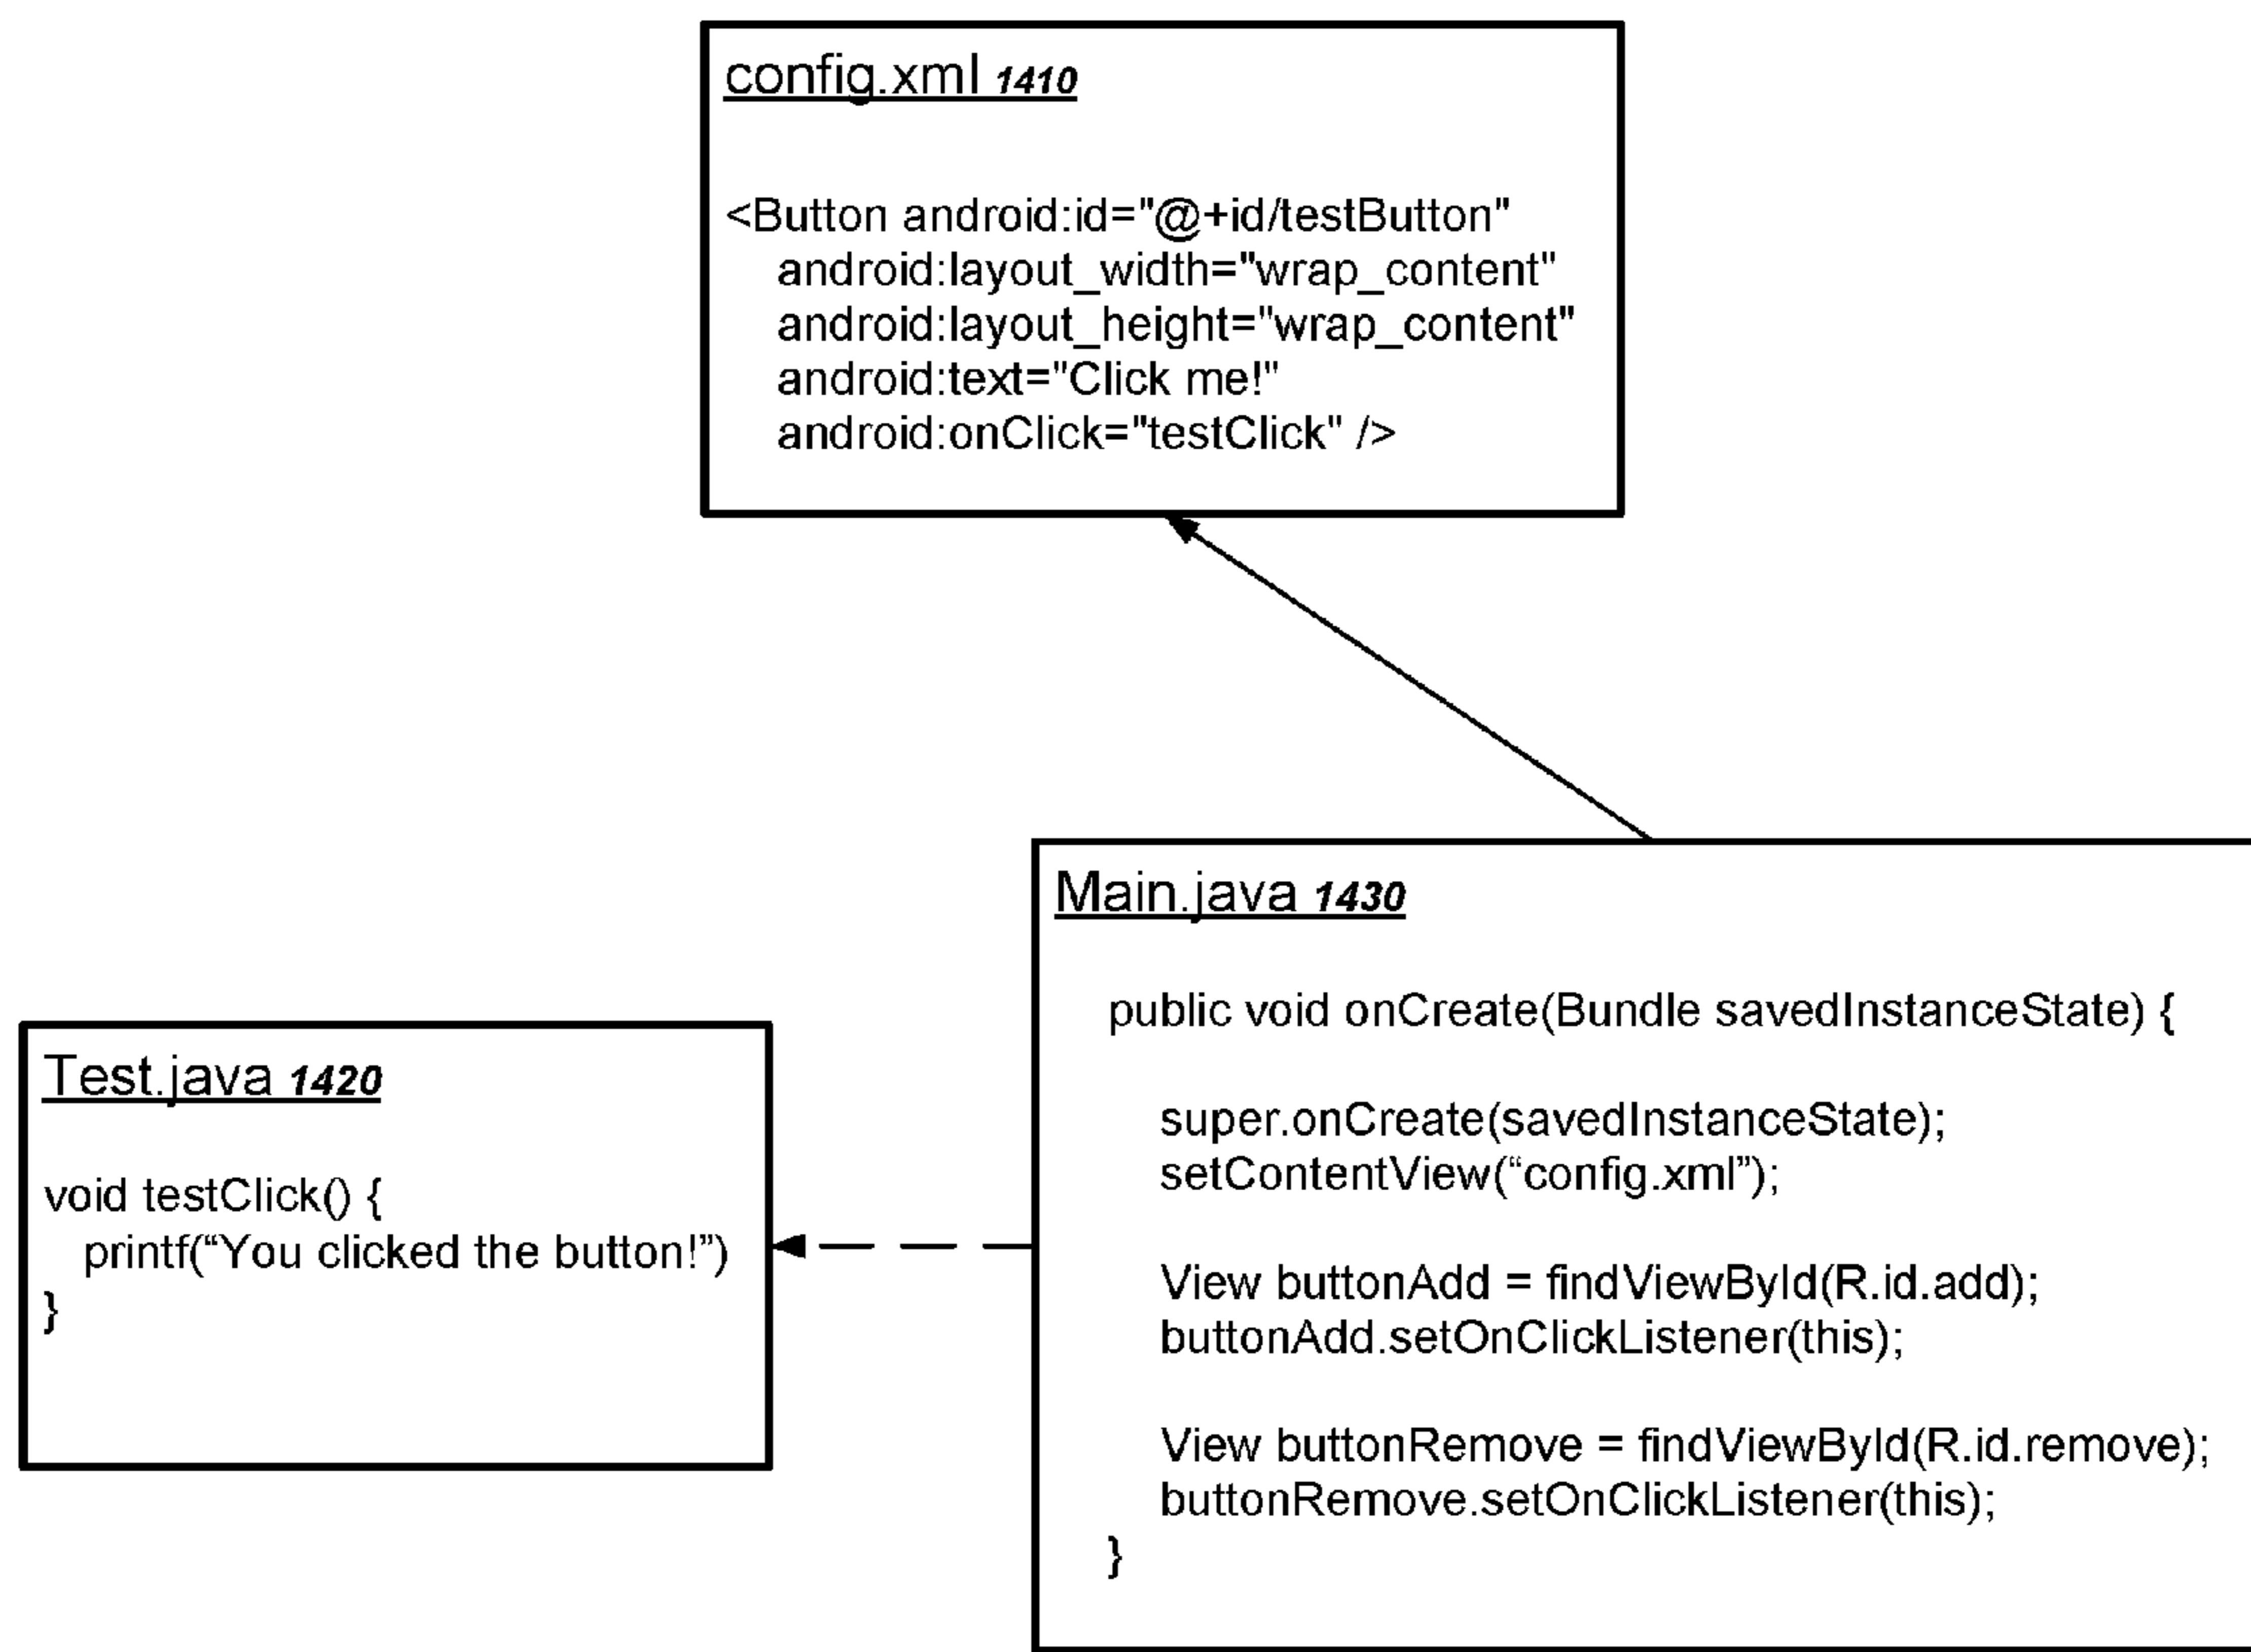 config.xml 1410
<Button android:id="@+id/testButton"
android:layout_width="wrap_content"
android:layout_height="wrap_content"
android:text="Click me!"
android:onClick="testClick" />
Test.java 1420
void testClick() {
printf(“You clicked the button!”)
}
Main.java 1430
public void onCreate(Bundle savedInstanceState) {
super.onCreate(savedInstanceState);
setContentView(“config.xml”);
View buttonAdd = findViewById(R.id.add);
buttonAdd.setOnClickListener(this);
View buttonRemove = findViewById(R.id.remove);
buttonRemove.setOnClickListener(this);
}